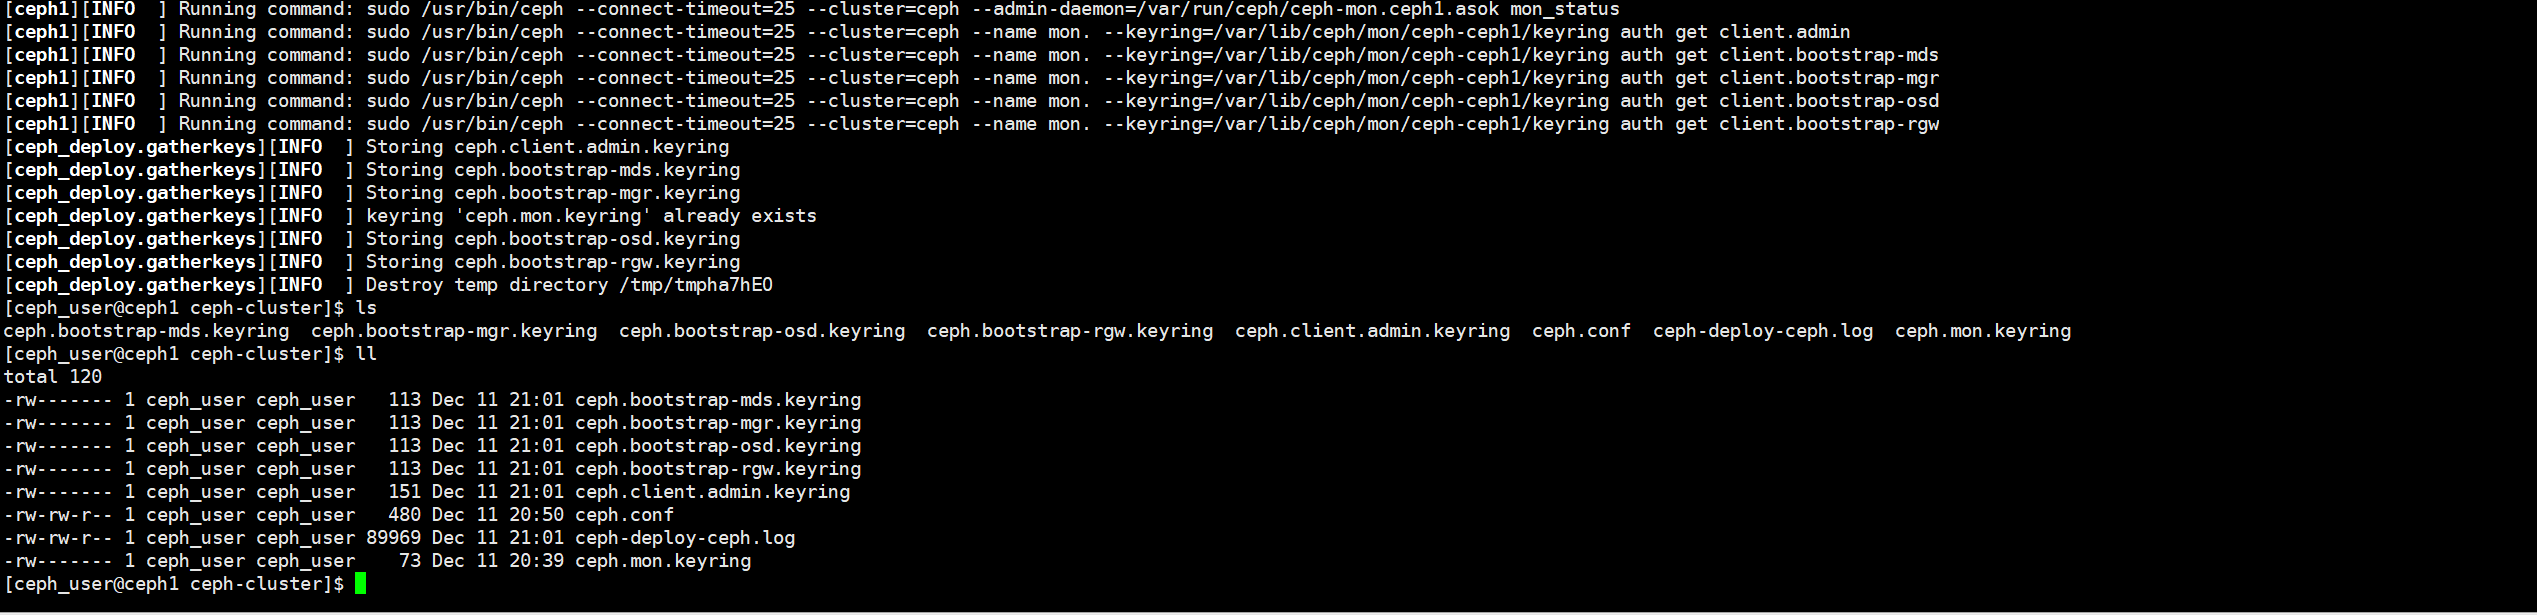 [ceph1][INFO  ] Running command: sudo /usr/bin/ceph --connect-timeout=25 --cluster=ceph --admin-daemon=/var/run/ceph/ceph-mon.ceph1.asok mon_status
[ceph1][INFO  ] Running command: sudo /usr/bin/ceph --connect-timeout=25 --cluster=ceph --name mon. --keyring=/var/lib/ceph/mon/ceph-ceph1/keyring auth get client.admin
[ceph1][INFO  ] Running command: sudo /usr/bin/ceph --connect-timeout=25 --cluster=ceph --name mon. --keyring=/var/lib/ceph/mon/ceph-ceph1/keyring auth get client.bootstrap-mds
[ceph1][INFO  ] Running command: sudo /usr/bin/ceph --connect-timeout=25 --cluster=ceph --name mon. --keyring=/var/lib/ceph/mon/ceph-ceph1/keyring auth get client.bootstrap-mgr
[ceph1][INFO  ] Running command: sudo /usr/bin/ceph --connect-timeout=25 --cluster=ceph --name mon. --keyring=/var/lib/ceph/mon/ceph-ceph1/keyring auth get client.bootstrap-osd
[ceph1][INFO  ] Running command: sudo /usr/bin/ceph --connect-timeout=25 --cluster=ceph --name mon. --keyring=/var/lib/ceph/mon/ceph-ceph1/keyring auth get client.bootstrap-rgw
[ceph_deploy.gatherkeys][INFO  ] Storing ceph.client.admin.keyring
[ceph_deploy.gatherkeys][INFO  ] Storing ceph.bootstrap-mds.keyring
[ceph_deploy.gatherkeys][INFO  ] Storing ceph.bootstrap-mgr.keyring
[ceph_deploy.gatherkeys][INFO  ] keyring 'ceph.mon.keyring' already exists
[ceph_deploy.gatherkeys][INFO  ] Storing ceph.bootstrap-osd.keyring
[ceph_deploy.gatherkeys][INFO  ] Storing ceph.bootstrap-rgw.keyring
[ceph_deploy.gatherkeys][INFO  ] Destroy temp directory /tmp/tmpha7hEO
[ceph_user@ceph1 ceph-cluster]$ ls
ceph.bootstrap-mds.keyring  ceph.bootstrap-mgr.keyring  ceph.bootstrap-osd.keyring  ceph.bootstrap-rgw.keyring  ceph.client.admin.keyring  ceph.conf  ceph-deploy-ceph.log  ceph.mon.keyring
[ceph_user@ceph1 ceph-cluster]$ ll
total 120
-rw------- 1 ceph_user ceph_user   113 Dec 11 21:01 ceph.bootstrap-mds.keyring
-rw------- 1 ceph_user ceph_user   113 Dec 11 21:01 ceph.bootstrap-mgr.keyring
-rw------- 1 ceph_user ceph_user   113 Dec 11 21:01 ceph.bootstrap-osd.keyring
-rw------- 1 ceph_user ceph_user   113 Dec 11 21:01 ceph.bootstrap-rgw.keyring
-rw------- 1 ceph_user ceph_user   151 Dec 11 21:01 ceph.client.admin.keyring
-rw-rw-r-- 1 ceph_user ceph_user   480 Dec 11 20:50 ceph.conf
-rw-rw-r-- 1 ceph_user ceph_user 89969 Dec 11 21:01 ceph-deploy-ceph.log
-rw------- 1 ceph_user ceph_user    73 Dec 11 20:39 ceph.mon.keyring
[ceph_user@ceph1 ceph-cluster]$